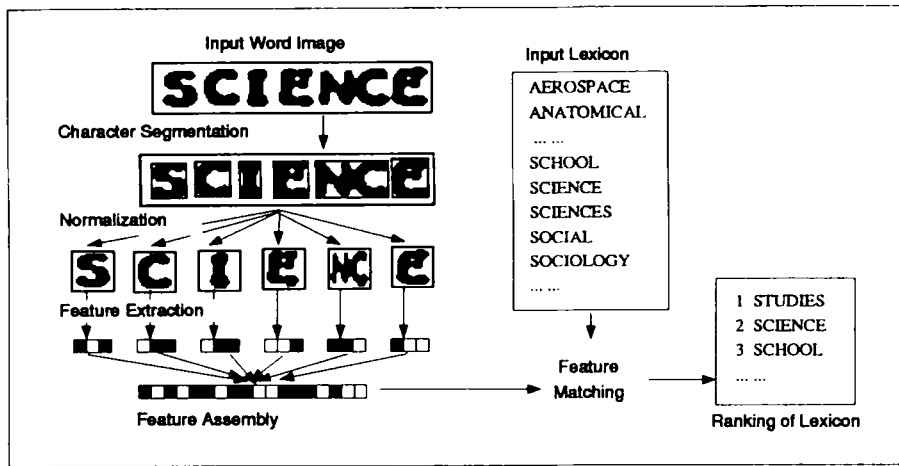 Input Word Image
SCIENCE
Character Segmentation
SCIENCE
Normalization
S C I E NC E
Feature Extraction
Feature Assembly
Input Lexicon
AEROSPACE
ANATOMICAL
... ...
SCHOOL
SCIENCE
SCIENCES
SOCIAL
SOCIOLOGY
... ...
Feature
Matching
1 STUDIES
2 SCIENCE
3 SCHOOL
... ...
Ranking of Lexicon